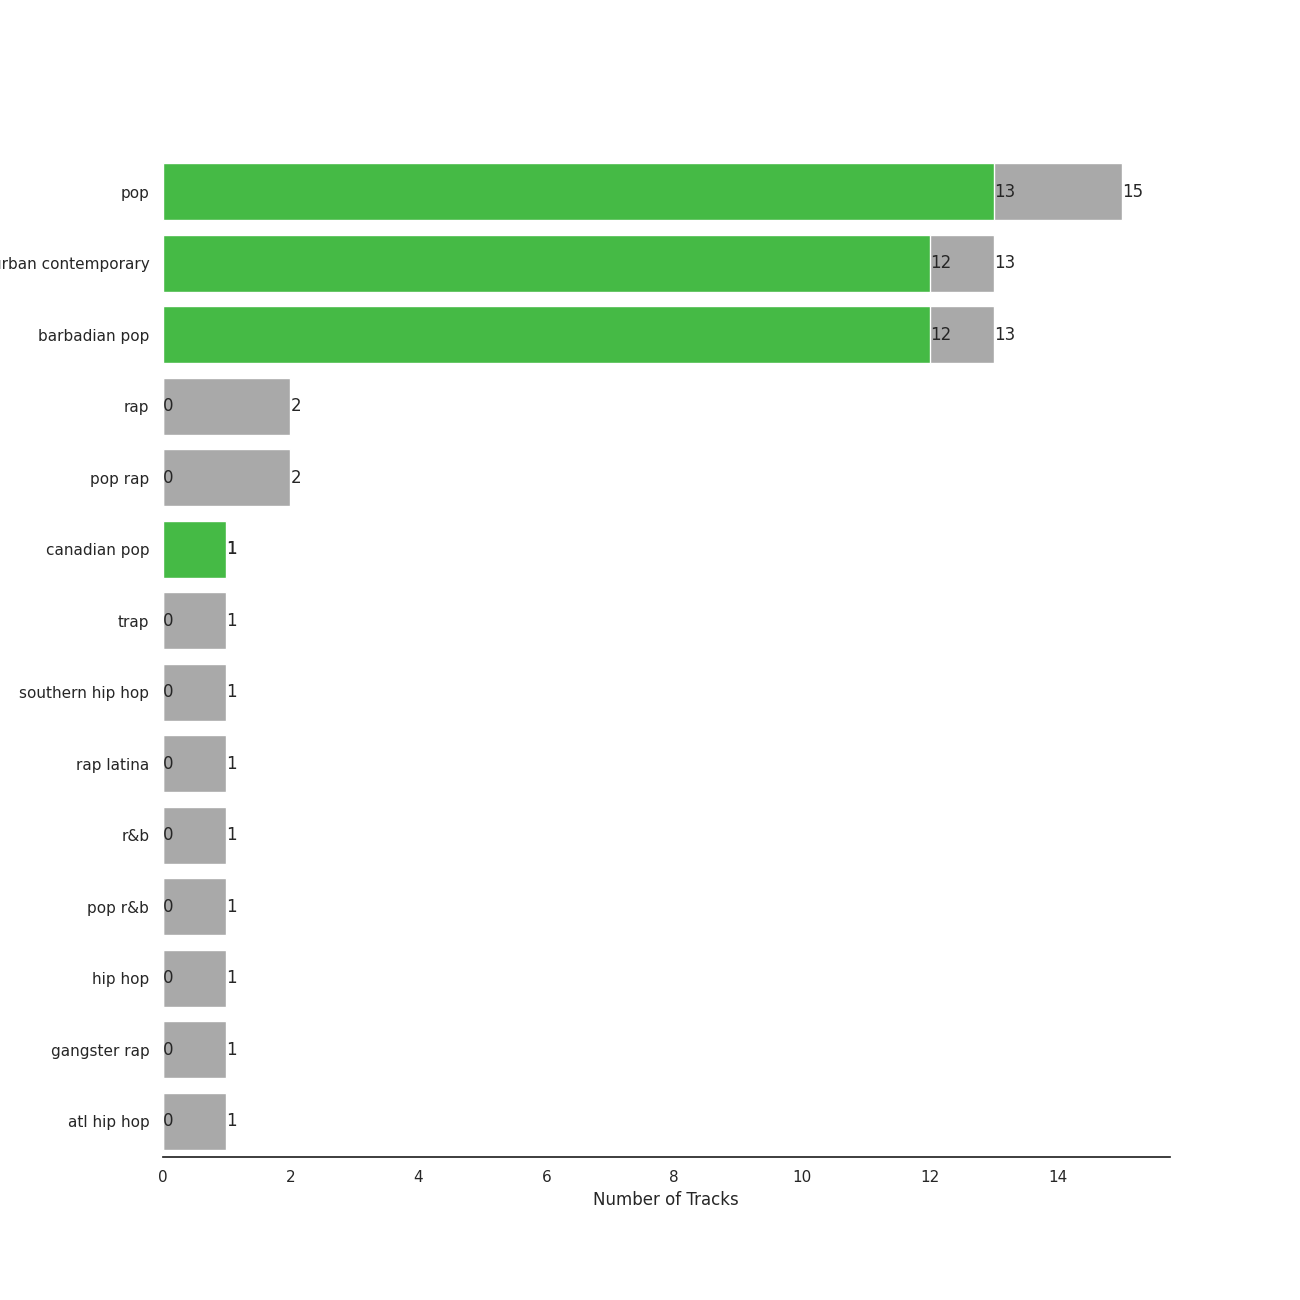 pop 13 15
rban contemporary 12 13
barbadian pop 12 13
rap 0 2
pop rap 0 2
canadian pop 1
trap 0 1
southern hip hop 0 1
rap latina 0 1
r&b 0 1
pop r&b 0 1
hip hop 0 1
gangster rap 0 1
atl hip hop 0 1
0 2 4 6 8 10 12 14
Number of Tracks